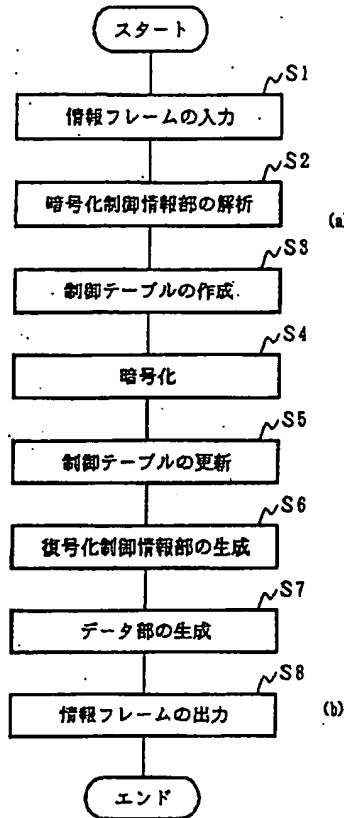 スタート
S1
情報フレームの入力
S2
暗号化制御情報部の解析
(a)
S3
制御テーブルの作成
S4
暗号化
S5
制御テーブルの更新
S6
復号化制御情報部の生成
S7
データ部の生成
S8
情報フレームの出力
(b)
エンド